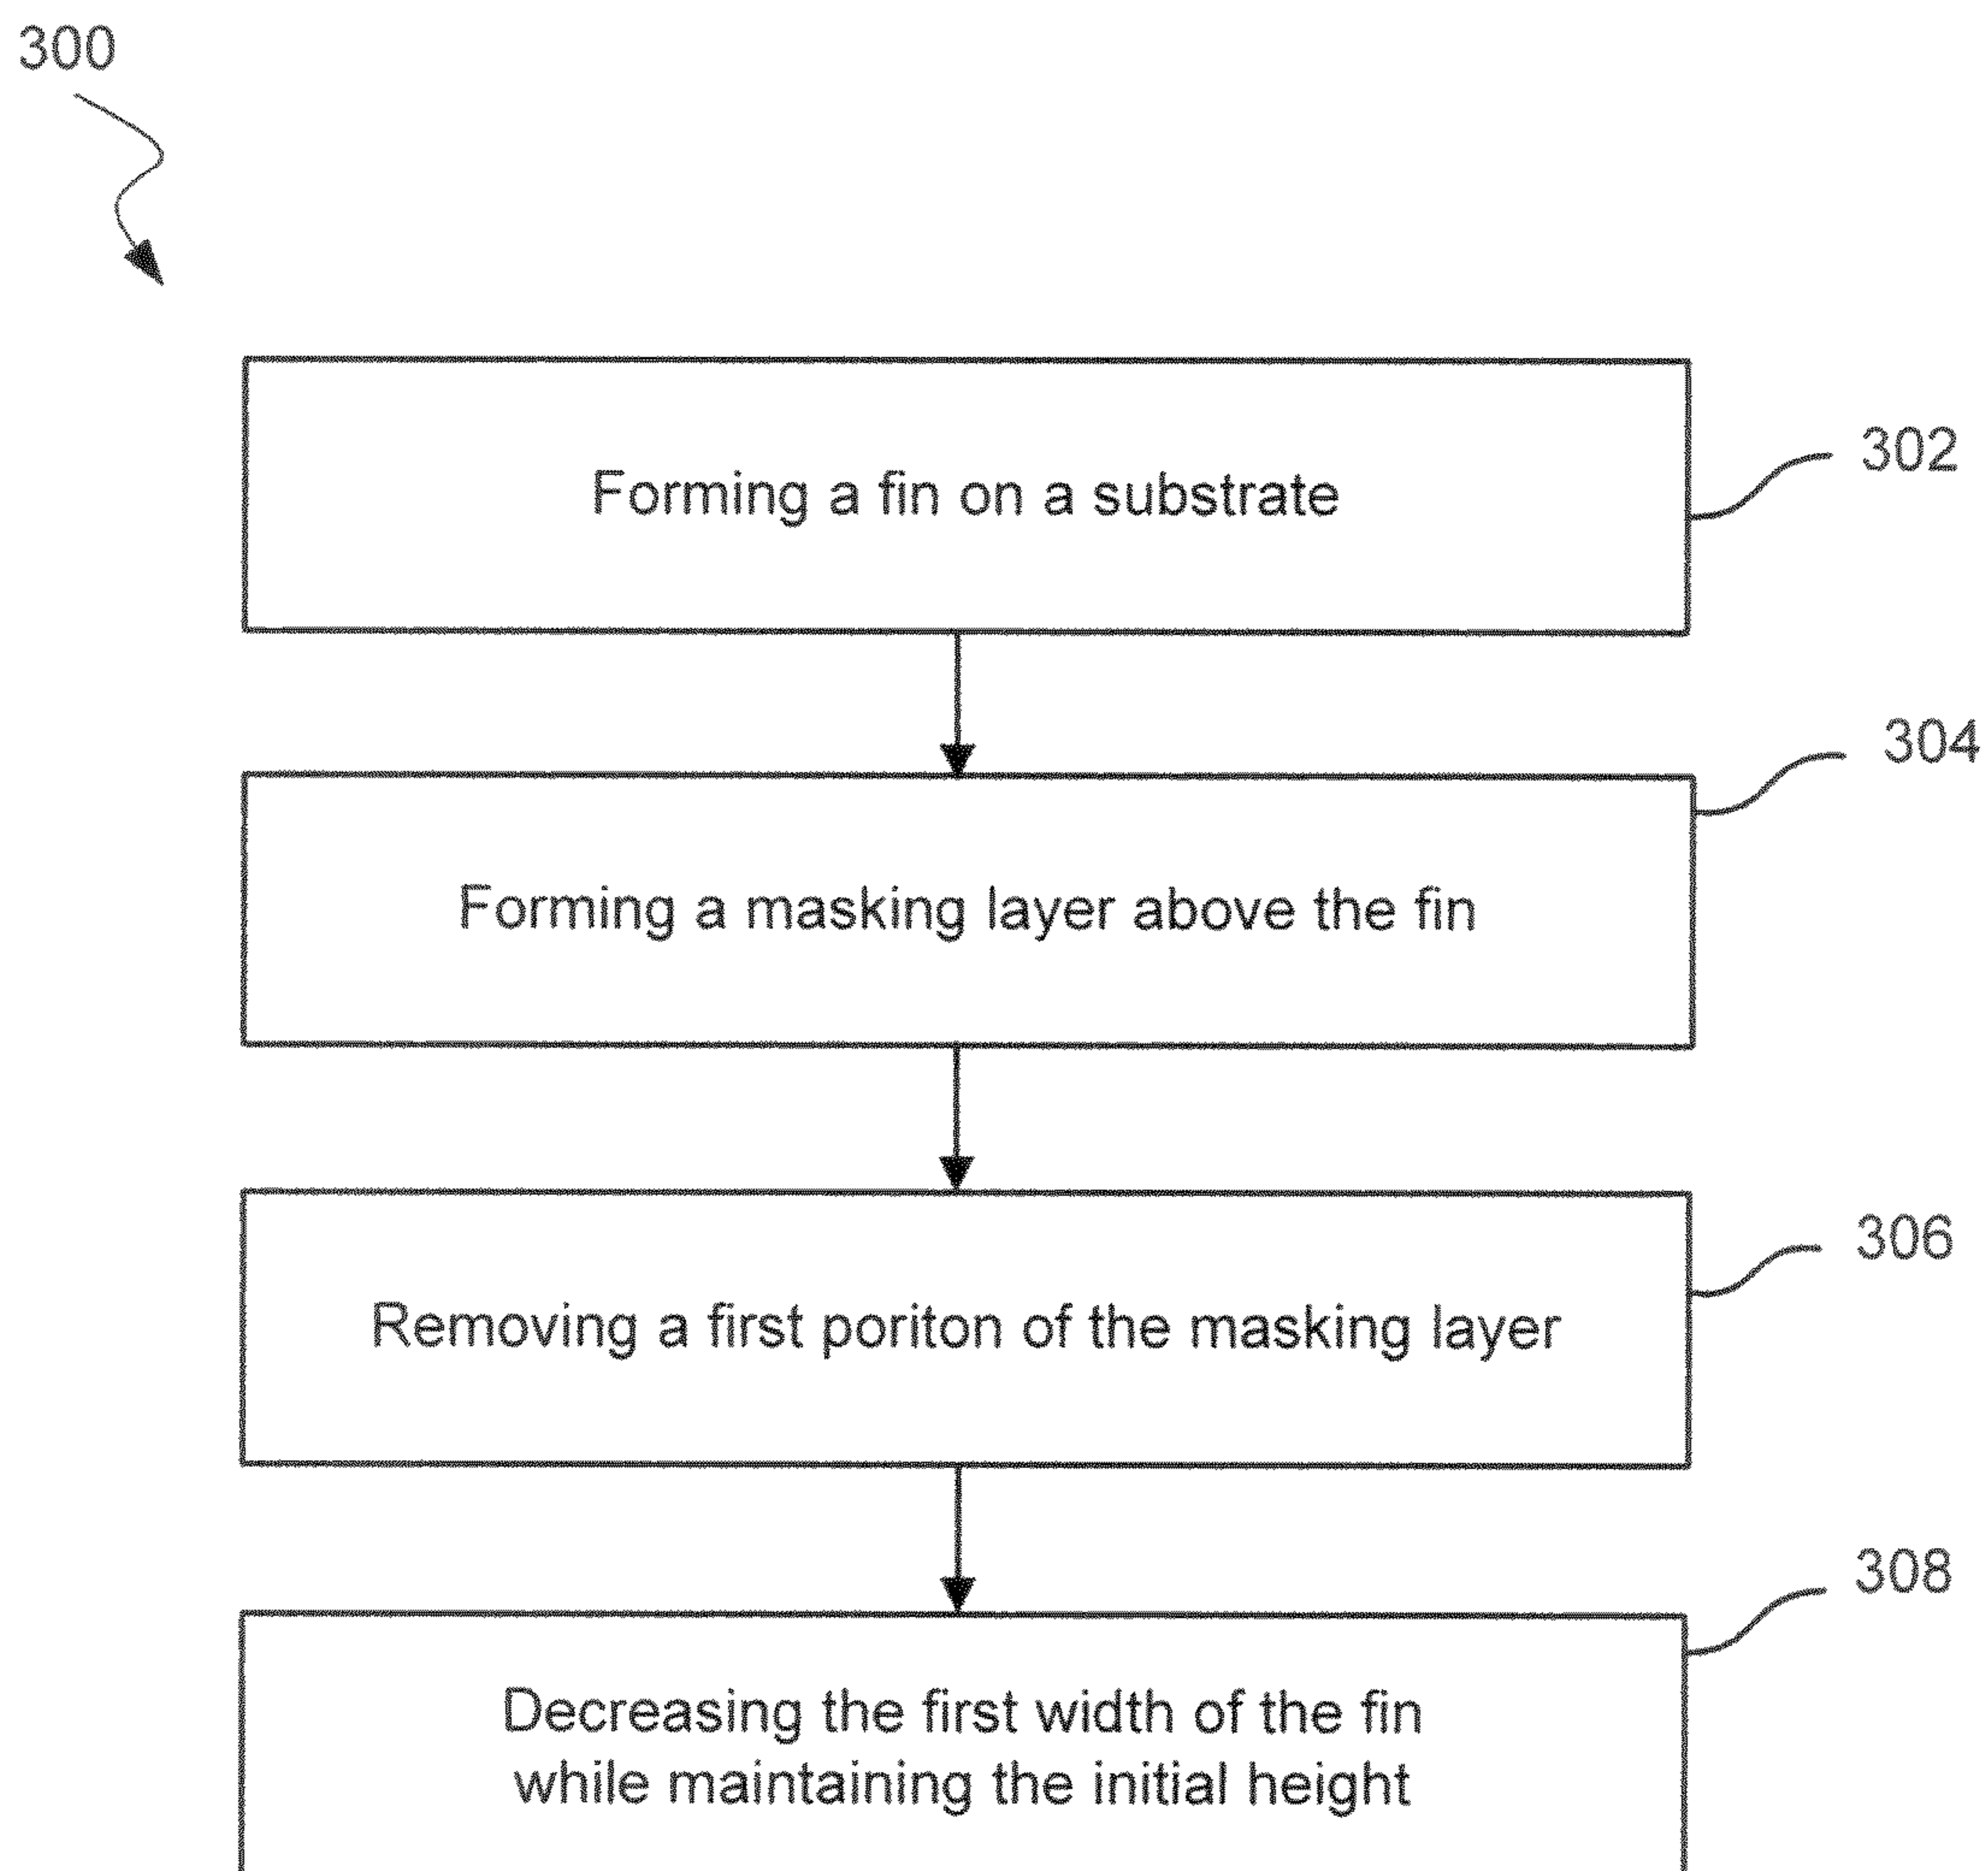 300
Forming a fin on a substrate
302
304
Forming a masking layer above the fin
306
Removing a first poriton of the masking layer
308
Decreasing the first width of the fin
while maintaining the initial height